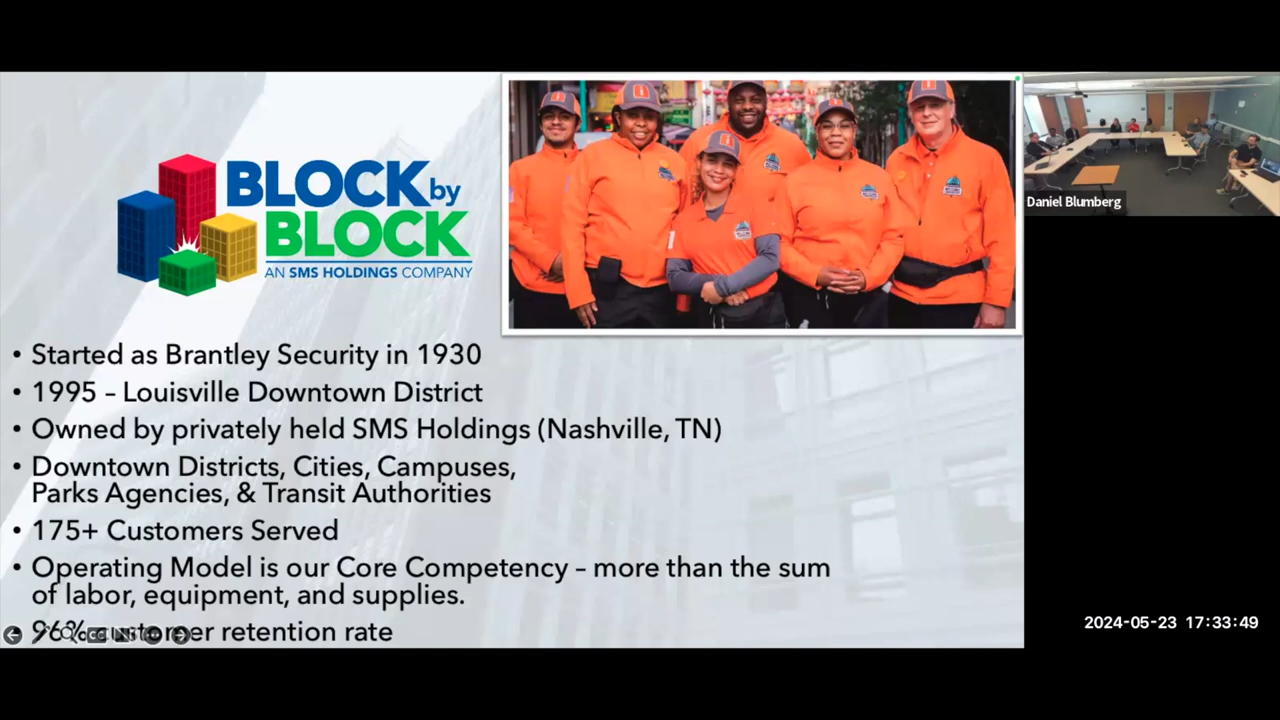 BLOCK by
BLOCK
AN SMS HOLDINGS COMPANY
• Started as Brantley Security in 1930
• 1995 – Louisville Downtown District
• Owned by privately held SMS Holdings (Nashville, TN)
• Downtown Districts, Cities, Campuses,
Parks Agencies, & Transit Authorities
• 175+ Customers Served
• Operating Model is our Core Competency – more than the sum
of labor, equipment, and supplies.
• 96% customer retention rate
Daniel Blumberg
2024-05-23 17:33:49